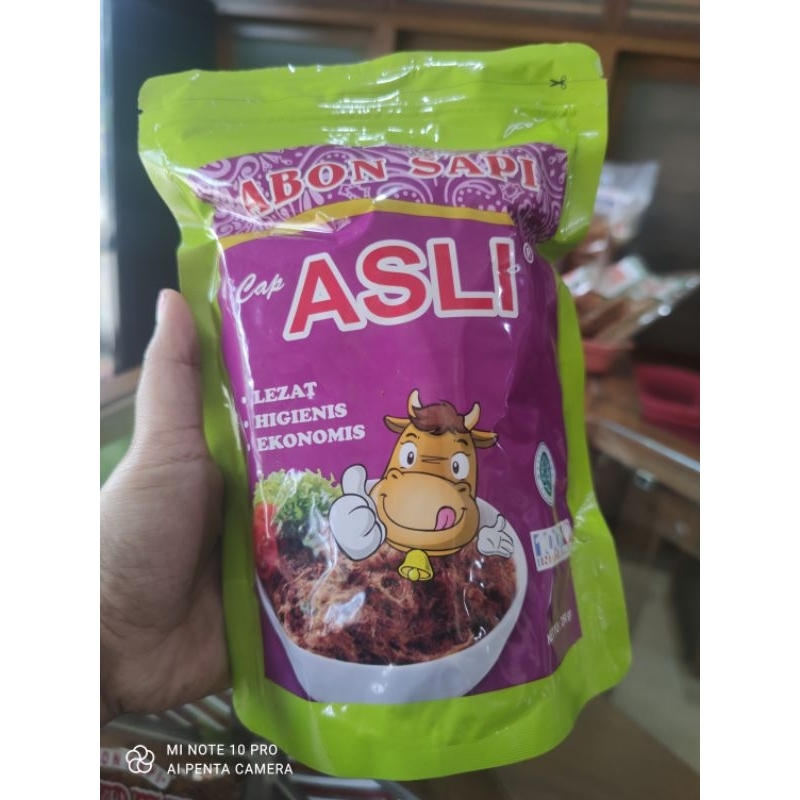 ABON SAPI
Cap ASLI®
• LEZAT
• HIGIENIS
• EKONOMIS
MI NOTE 10 PRO
AI PENTA CAMERA